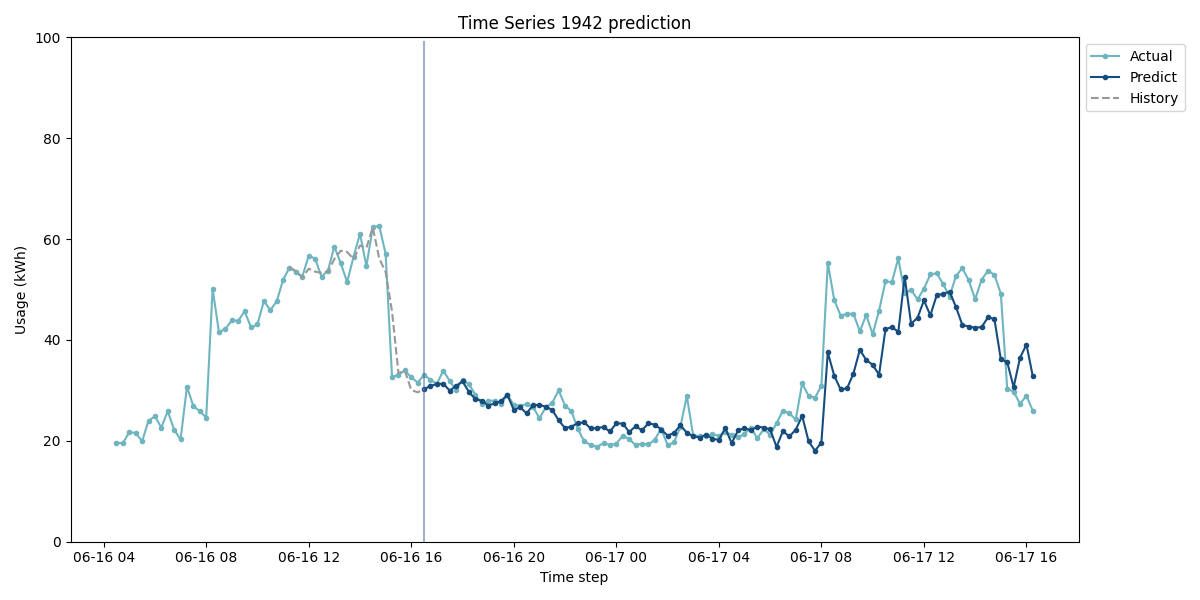 Time Series 1942 prediction
Usage (kWh)
100
80
60
40
20
0
06-16 04 06-16 08 06-16 12 06-16 16 06-16 20 06-17 00 06-17 04 06-17 08 06-17 12 06-17 16
Time step
Actual
Predict
History